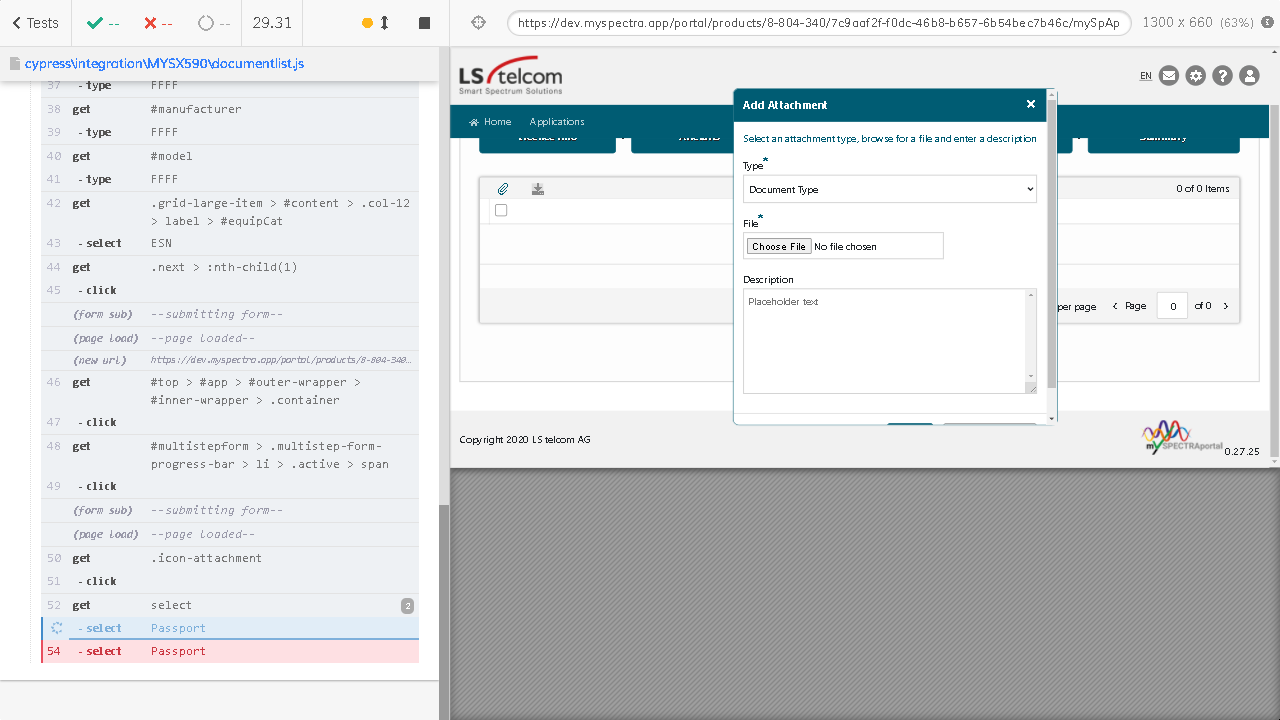 Tests
--
--
--
29.31
https://dev.myspectra.app/portal/products/8-804-340/7c9aaf2f-f0dc-46b8-b657-6b54bec7b46c/mySpAp
1300 x 660 (63%)
cypress\integration\MYSX590\documentlist.js
37 - type FFFF
38 get #manufacturer
39 - type FFFF
40 get #model
41 - type FFFF
42 get .grid-large-item > #content > .col-12
> label > #equipCat
43 - select ESN
44 get .next > :nth-child(1)
45 - click
(form sub) --submitting form--
(page load) --page loaded--
(new url) https://dev.myspectra.app/portal/products/8-804-340...
46 get #top > #app > #outer-wrapper >
#inner-wrapper > .container
47 - click
48 get #multistepform > .multistep-form-
progress-bar > li > .active > span
49 - click
(form sub) --submitting form--
(page load) --page loaded--
50 get .icon-attachment
51 - click
52 get select 2
- select Passport
54 - select Passport
LS telcom
Smart Spectrum Solutions
EN
Home Applications
Summary
0 of 0 Items
per page Page 0 of 0
Add Attachment
Select an attachment type, browse for a file and enter a description
Type*
Document Type
File*
Choose File No file chosen
Description
Placeholder text
Copyright 2020 LS telcom AG
mySPECTRAportal
0.27.25